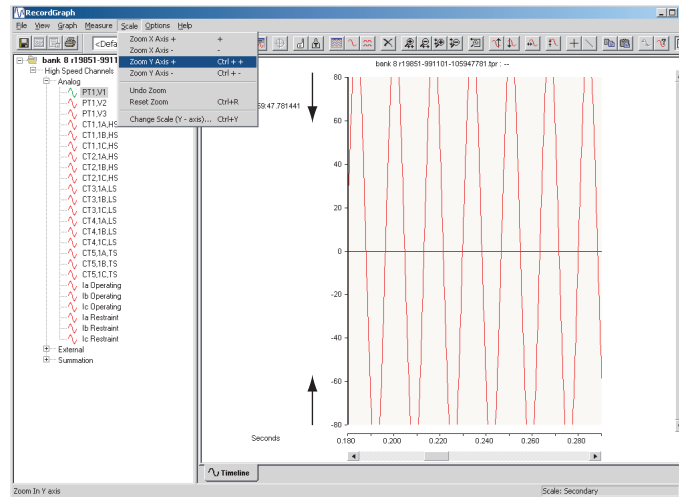 RecordGraph
File View Graph Measure Scale Options Help
Zoom X Axis + +
Zoom X Axis - -
Zoom Y Axis + Ctrl + +
Zoom Y Axis - Ctrl + -
Undo Zoom
Reset Zoom Ctrl+R
Change Scale (Y - axis)... Ctrl+Y
<Defa
bank 8 r19851-9911
High Speed Channels
Analog
PT1,V1
PT1,V2
PT1,V3
CT1,1A,HS
CT1,1B,HS
CT1,1C,HS
CT2,1A,HS
CT2,1B,HS
CT2,1C,HS
CT3,1A,LS
CT3,1B,LS
CT3,1C,LS
CT4,1A,LS
CT4,1B,LS
CT4,1C,LS
CT5,1A,TS
CT5,1B,TS
CT5,1C,TS
Ia Operating
Ib Operating
Ic Operating
Ia Restraint
Ib Restraint
Ic Restraint
External
Summation
bank 8 r19851-991101-105947781.tpr : --
59:47.781441
80
60
40
20
0
-20
-40
-60
-80
Seconds
0.180 0.200 0.220 0.240 0.260 0.280
Timeline
Zoom In Y axis
Scale: Secondary